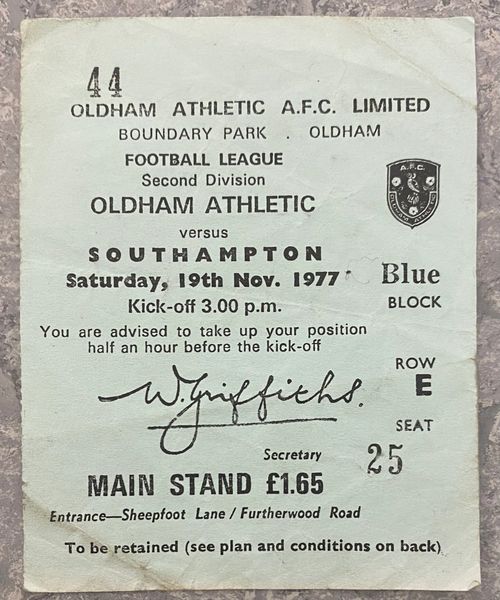 44
OLDHAM ATHLETIC A.F.C. LIMITED
BOUNDARY PARK . OLDHAM
FOOTBALL LEAGUE
Second Division
OLDHAM ATHLETIC
versus
SOUTHAMPTON
Saturday, 19th Nov. 1977
Kick-off 3.00 p.m.
You are advised to take up your position
half an hour before the kick-off
A.F.C.
OLDHAM ATHLETIC
Blue
BLOCK
ROW
E
SEAT
25
W. Griffiths.
Secretary
MAIN STAND £1.65
Entrance—Sheepfoot Lane / Furtherwood Road
To be retained (see plan and conditions on back)